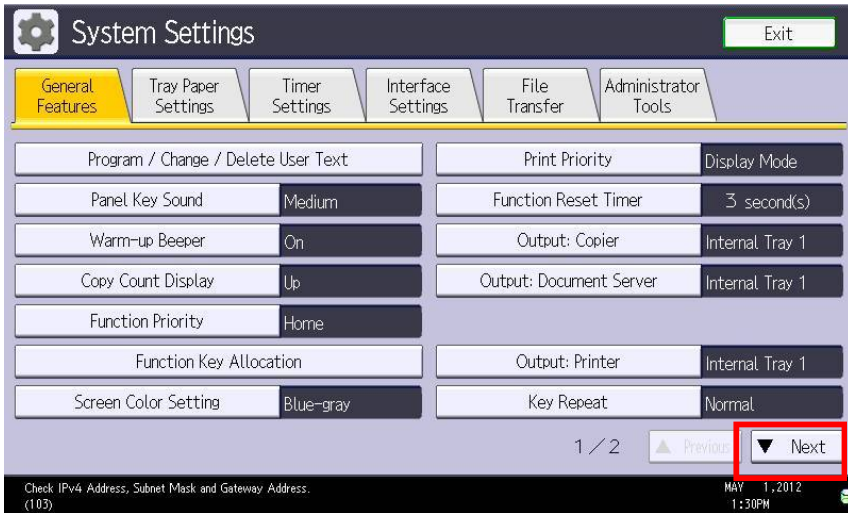 System Settings
Exit
General
Features
Tray Paper
Settings
Timer
Settings
Interface
Settings
File
Transfer
Administrator
Tools
Program / Change / Delete User Text
Print Priority
Display Mode
Panel Key Sound
Medium
Function Reset Timer
3 second(s)
Warm-up Beeper
On
Output: Copier
Internal Tray 1
Copy Count Display
Up
Output: Document Server
Internal Tray 1
Function Priority
Home
Function Key Allocation
Output: Printer
Internal Tray 1
Screen Color Setting
Blue-gray
Key Repeat
Normal
1/2
▲ Previous
▼ Next
Check IPv4 Address, Subnet Mask and Gateway Address.
(103)
MAY 1,2012
1:30PM